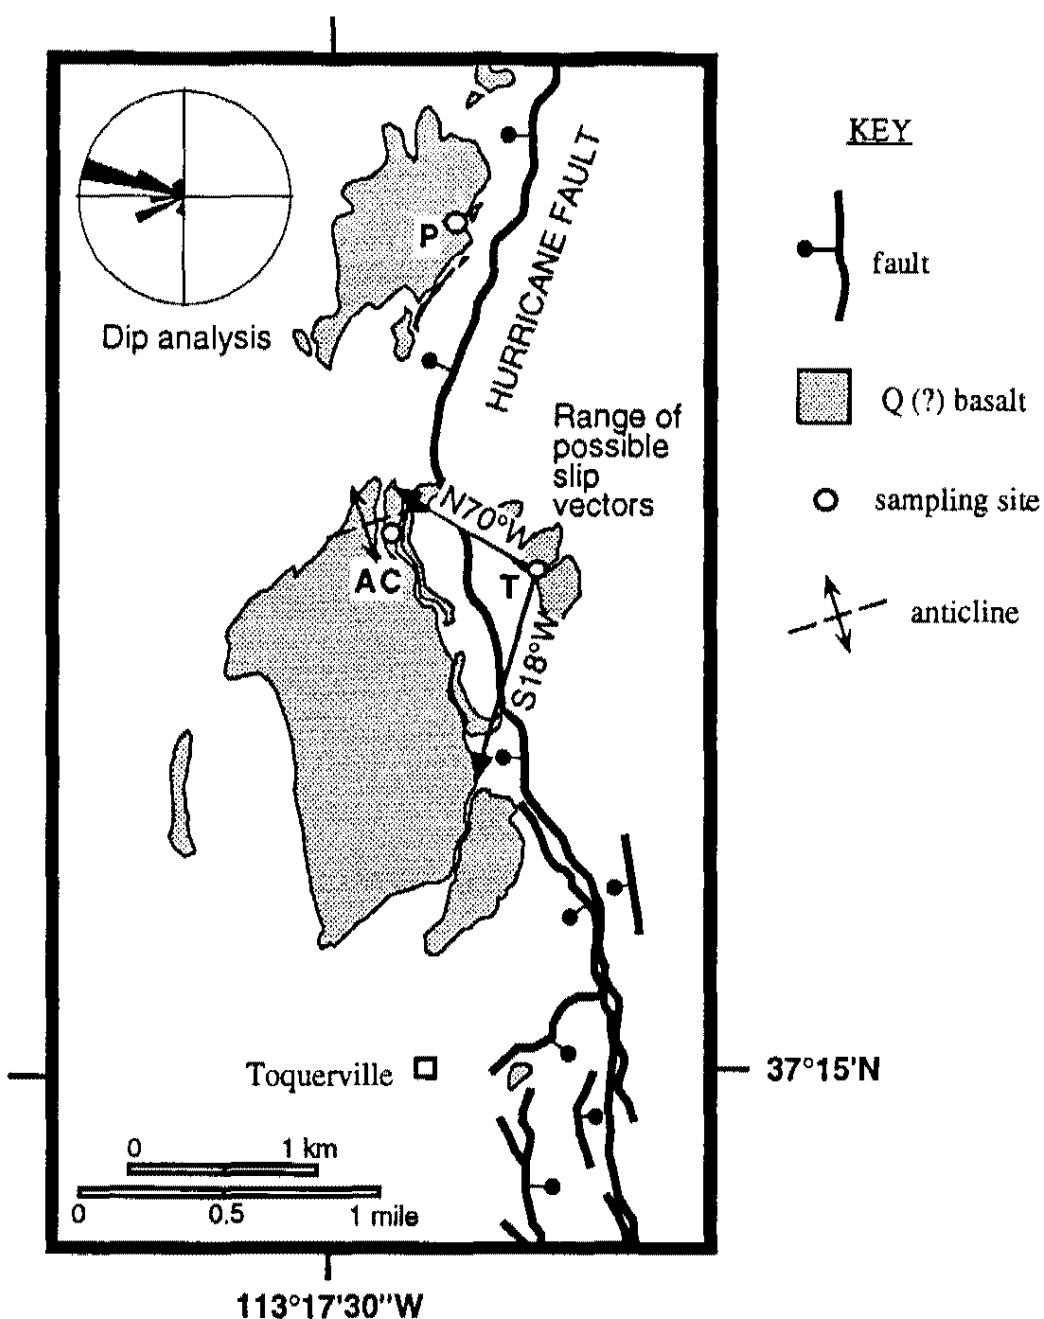 KEY
HURRICANE FAULT
P
fault
Dip analysis
Q (?) basalt
Range of
possible
slip
vectors
N70°W
sampling site
AC
T
anticline
S18°W
Toquerville
37°15'N
0 1 km
0 0.5 1 mile
113°17'30"W